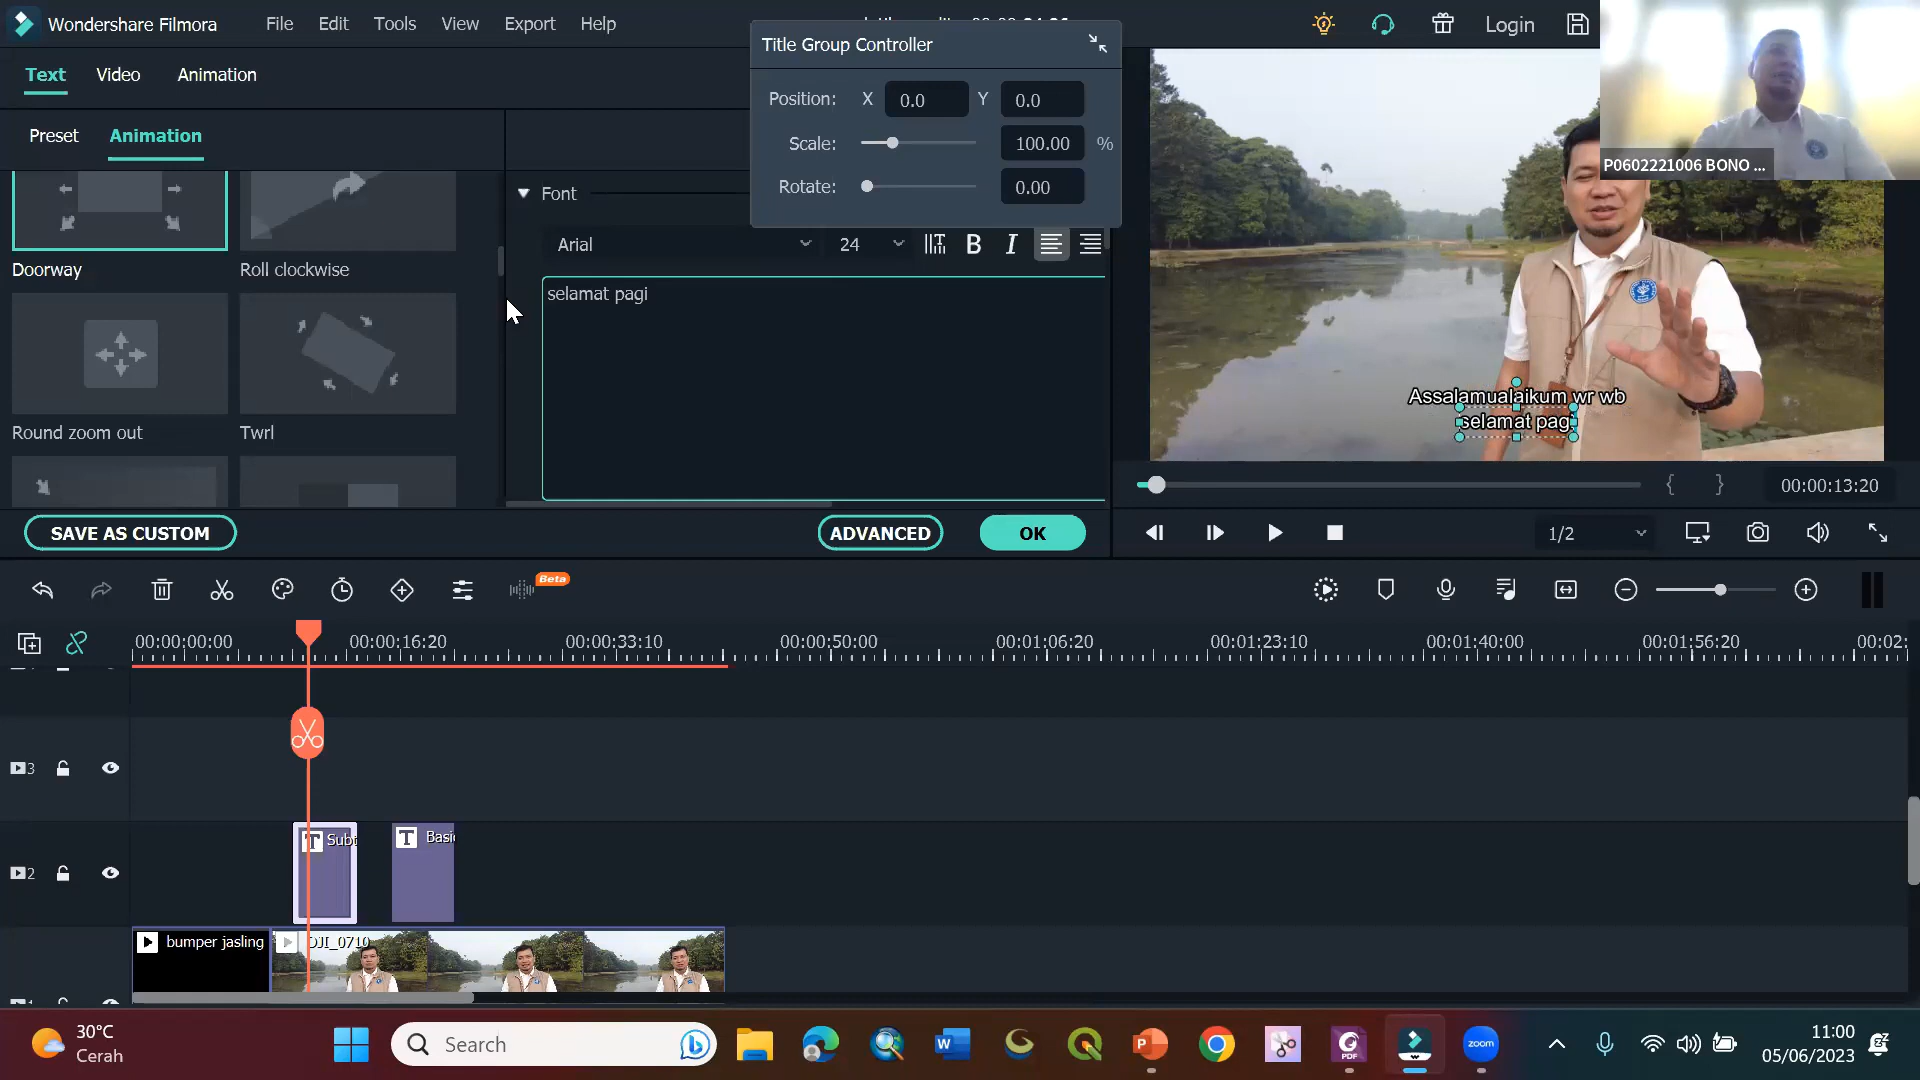 Wondershare Filmora
File Edit Tools View Export Help
Login
Text Video Animation
Title Group Controller
Preset Animation
Position: X 0.0 Y 0.0
Scale: 100.00 %
Rotate: 0.00
P0602221006 BONO ...
Font
Arial 24
Doorway Roll clockwise
selamat pagi
Round zoom out Twrl
Assalamualaikum wr wb
selamat pagi
00:00:13:20
SAVE AS CUSTOM ADVANCED OK
1/2
Beta
00:00:00:00 00:00:16:20 00:00:33:10 00:00:50:00 00:01:06:20 00:01:23:10 00:01:40:00 00:01:56:20 00:02:
3
T Subt T Basic
2
bumper jasling DJI_0710
30°C
Cerah
Search
PDF
zoom
11:00
05/06/2023